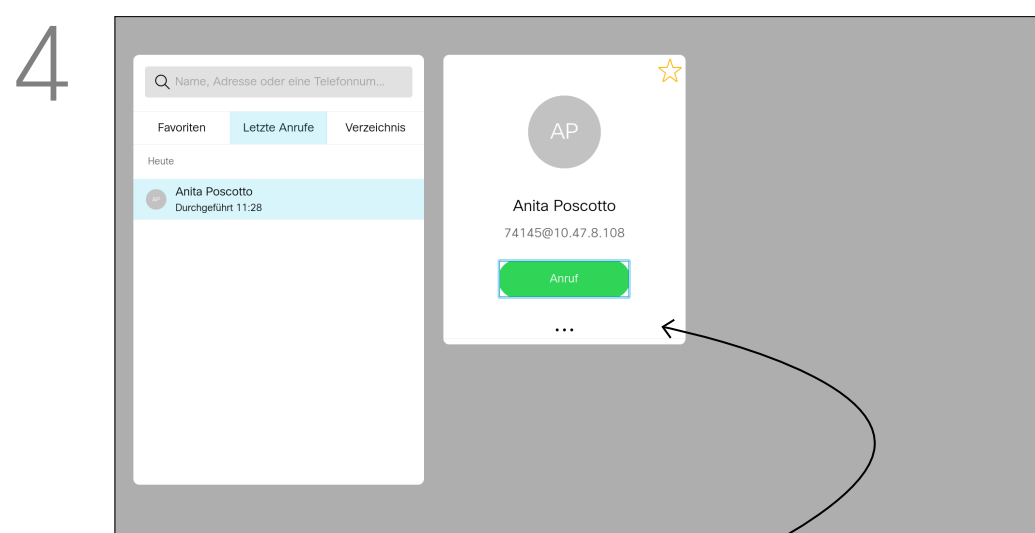 4
Name, Adresse oder eine Telefonnum...
Favoriten Letzte Anrufe Verzeichnis
Heute
AP
Anita Poscotto
Durchgeführt 11:28
AP
Anita Poscotto
74145@10.47.8.108
Anruf